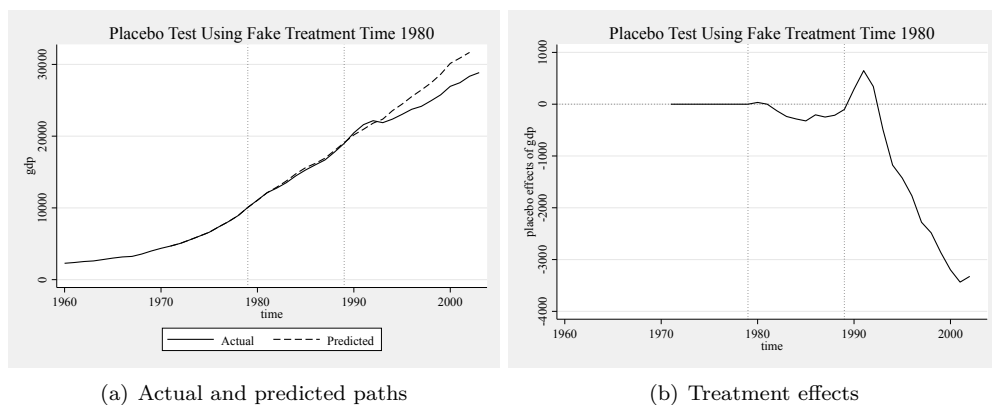 Placebo Test Using Fake Treatment Time 1980
30000
20000
10000
0
gdp
1960 1970 1980 1990 2000
time
Actual Predicted
(a) Actual and predicted paths
Placebo Test Using Fake Treatment Time 1980
1000
0
-1000
-2000
-3000
-4000
placebo effects of gdp
1960 1970 1980 1990 2000
time
(b) Treatment effects